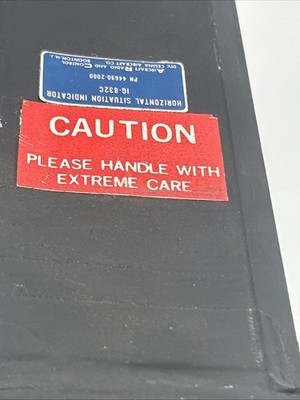 HORIZONTAL SITUATION INDICATOR
IG-832C
PN 44690-2000
AIRCRAFT RADIO AND CONTROL
DIV. CESSNA AIRCRAFT CO.
BOONTON, N.J.
CAUTION
PLEASE HANDLE WITH
EXTREME CARE